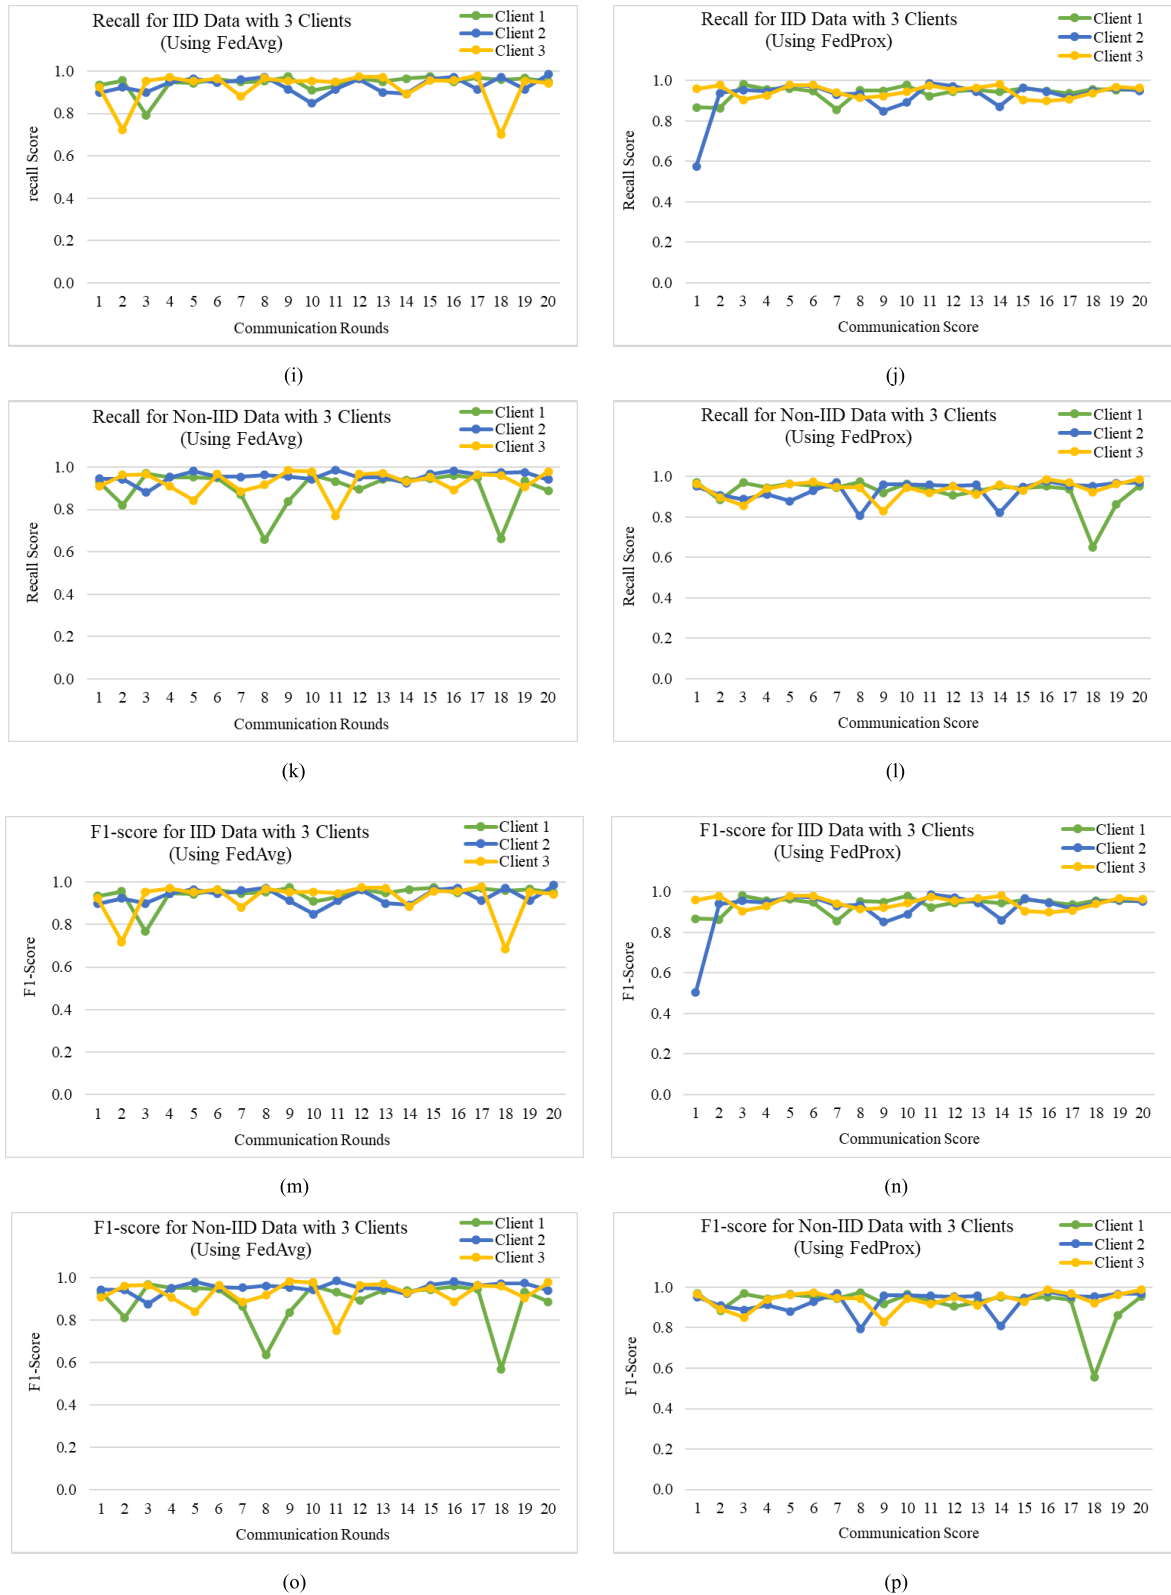 Recall for IID Data with 3 Clients
(Using FedAvg)
Client 1
Client 2
Client 3
1.0
0.8
0.6
0.4
0.2
0.0
recall Score
1 2 3 4 5 6 7 8 9 10 11 12 13 14 15 16 17 18 19 20
Communication Rounds
(i)
Recall for IID Data with 3 Clients
(Using FedProx)
Client 1
Client 2
Client 3
1.0
0.8
0.6
0.4
0.2
0.0
Recall Score
1 2 3 4 5 6 7 8 9 10 11 12 13 14 15 16 17 18 19 20
Communication Score
(j)
Recall for Non-IID Data with 3 Clients
(Using FedAvg)
Client 1
Client 2
Client 3
1.0
0.8
0.6
0.4
0.2
0.0
Recall Score
1 2 3 4 5 6 7 8 9 10 11 12 13 14 15 16 17 18 19 20
Communication Rounds
(k)
Recall for Non-IID Data with 3 Clients
(Using FedProx)
Client 1
Client 2
Client 3
1.0
0.8
0.6
0.4
0.2
0.0
Recall Score
1 2 3 4 5 6 7 8 9 10 11 12 13 14 15 16 17 18 19 20
Communication Score
(l)
F1-score for IID Data with 3 Clients
(Using FedAvg)
Client 1
Client 2
Client 3
1.0
0.8
0.6
0.4
0.2
0.0
F1-Score
1 2 3 4 5 6 7 8 9 10 11 12 13 14 15 16 17 18 19 20
Communication Rounds
(m)
F1-score for IID Data with 3 Clients
(Using FedProx)
Client 1
Client 2
Client 3
1.0
0.8
0.6
0.4
0.2
0.0
F1-Score
1 2 3 4 5 6 7 8 9 10 11 12 13 14 15 16 17 18 19 20
Communication Score
(n)
F1-score for Non-IID Data with 3 Clients
(Using FedAvg)
Client 1
Client 2
Client 3
1.0
0.8
0.6
0.4
0.2
0.0
F1-Score
1 2 3 4 5 6 7 8 9 10 11 12 13 14 15 16 17 18 19 20
Communication Rounds
(o)
F1-score for Non-IID Data with 3 Clients
(Using FedProx)
Client 1
Client 2
Client 3
1.0
0.8
0.6
0.4
0.2
0.0
F1-Score
1 2 3 4 5 6 7 8 9 10 11 12 13 14 15 16 17 18 19 20
Communication Score
(p)